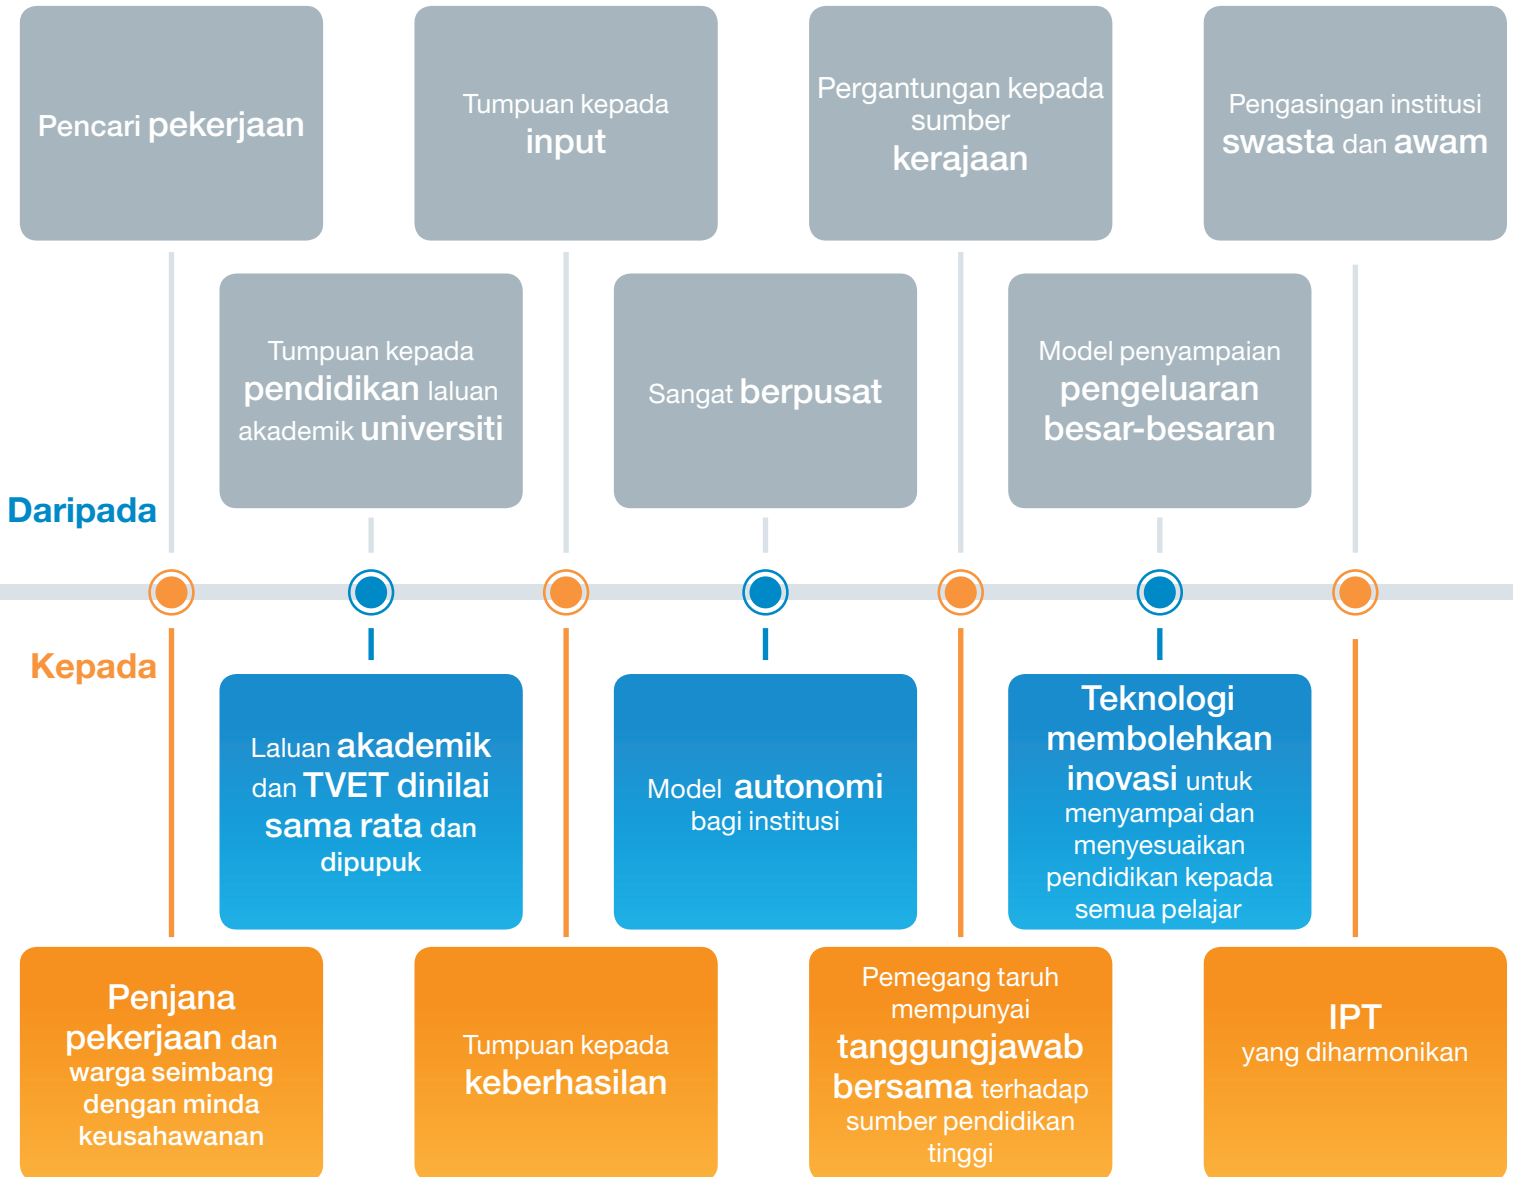 Pencari pekerjaan
Tumpuan kepada
input
Pergantungan kepada
sumber
kerajaan
Pengasingan institusi
swasta dan awam
Tumpuan kepada
pendidikan laluan
akademik universiti
Sangat berpusat
Model penyampaian
pengeluaran
besar-besaran
Daripada
Kepada
Laluan akademik
dan TVET dinilai
sama rata dan
dipupuk
Model autonomi
bagi institusi
Teknologi
membolehkan
inovasi untuk
menyampai dan
menyesuaikan
pendidikan kepada
semua pelajar
Penjana
pekerjaan dan
warga seimbang
dengan minda
keusahawanan
Tumpuan kepada
keberhasilan
Pemegang taruh
mempunyai
tanggungjawab
bersama terhadap
sumber pendidikan
tinggi
IPT
yang diharmonikan